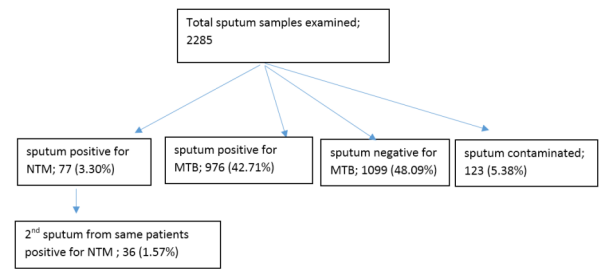 Total sputum samples examined;
2285
sputum positive for
NTM; 77 (3.30%)
sputum positive for
MTB; 976 (42.71%)
sputum negative for
MTB; 1099 (48.09%)
sputum contaminated;
123 (5.38%)
2nd sputum from same patients
positive for NTM ; 36 (1.57%)